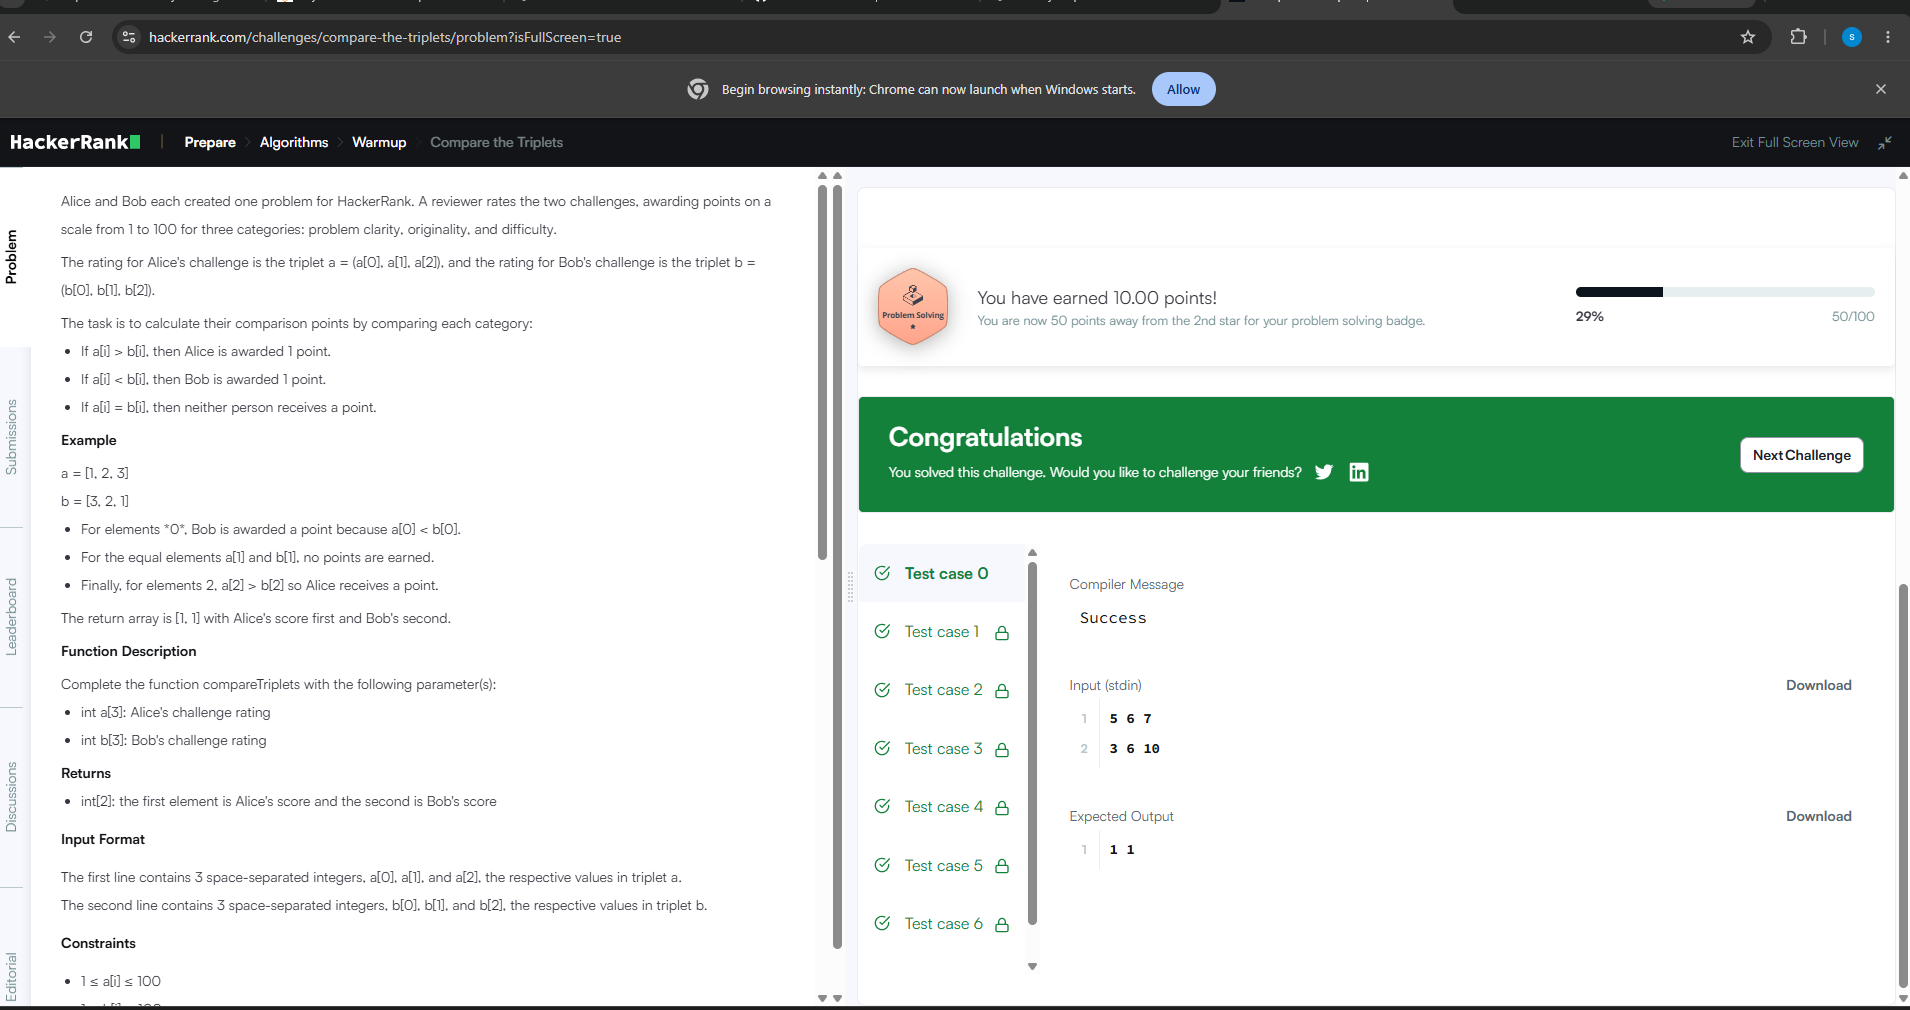 hackerrank.com/challenges/compare-the-triplets/problem?isFullScreen=true
S
Begin browsing instantly: Chrome can now launch when Windows starts.
Allow
HackerRank
Prepare
Algorithms
Warmup
Compare the Triplets
Exit Full Screen View
Problem
Submissions
Leaderboard
Discussions
Editorial
Alice and Bob each created one problem for HackerRank. A reviewer rates the two challenges, awarding points on a
scale from 1 to 100 for three categories: problem clarity, originality, and difficulty.
The rating for Alice's challenge is the triplet a = (a[0], a[1], a[2]), and the rating for Bob's challenge is the triplet b =
(b[0], b[1], b[2]).
The task is to calculate their comparison points by comparing each category:
• If a[i] > b[i], then Alice is awarded 1 point.
• If a[i] < b[i], then Bob is awarded 1 point.
• If a[i] = b[i], then neither person receives a point.
Example
a = [1, 2, 3]
b = [3, 2, 1]
• For elements *0*, Bob is awarded a point because a[0] < b[0].
• For the equal elements a[1] and b[1], no points are earned.
• Finally, for elements 2, a[2] > b[2] so Alice receives a point.
The return array is [1, 1] with Alice's score first and Bob's second.
Function Description
Complete the function compareTriplets with the following parameter(s):
• int a[3]: Alice's challenge rating
• int b[3]: Bob's challenge rating
Returns
• int[2]: the first element is Alice's score and the second is Bob's score
Input Format
The first line contains 3 space-separated integers, a[0], a[1], and a[2], the respective values in triplet a.
The second line contains 3 space-separated integers, b[0], b[1], and b[2], the respective values in triplet b.
Constraints
• 1 ≤ a[i] ≤ 100
Problem Solving
You have earned 10.00 points!
You are now 50 points away from the 2nd star for your problem solving badge.
29%
50/100
Congratulations
You solved this challenge. Would you like to challenge your friends?
Next Challenge
Test case 0
Test case 1
Test case 2
Test case 3
Test case 4
Test case 5
Test case 6
Compiler Message
Success
Input (stdin)
Download
1 5 6 7
2 3 6 10
Expected Output
Download
1 1 1